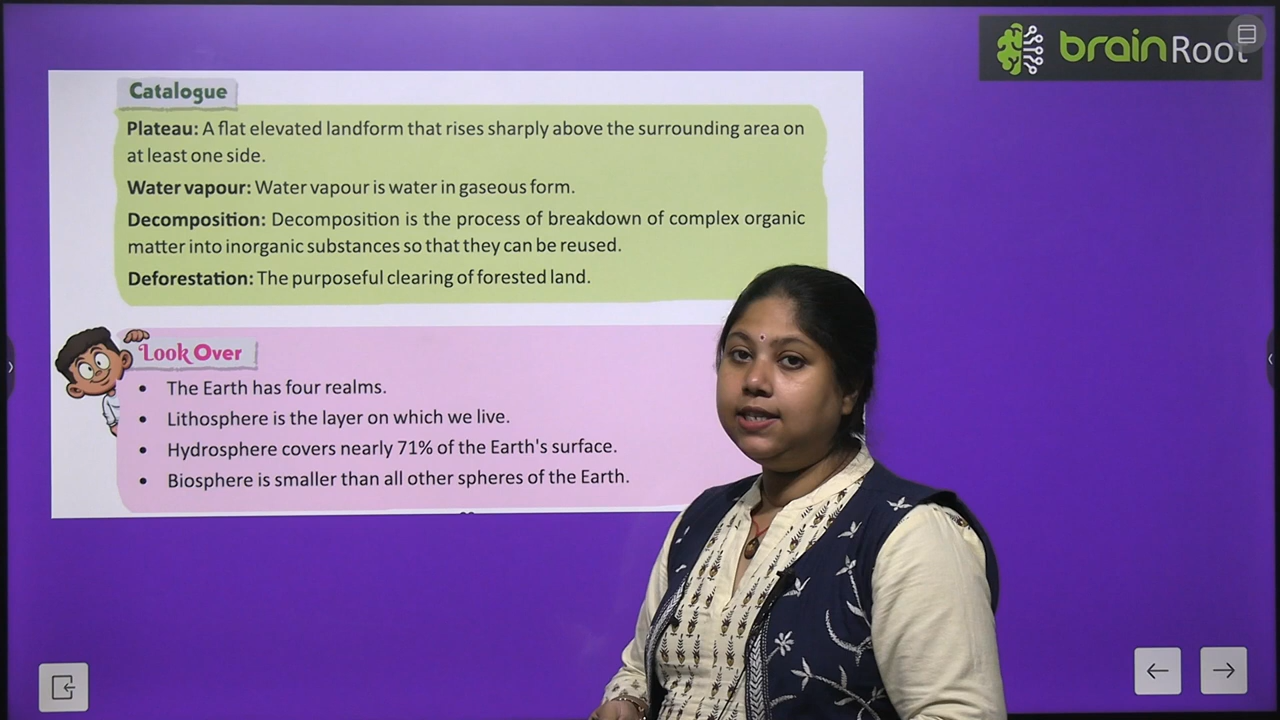 brainRoot
Catalogue
Plateau: A flat elevated landform that rises sharply above the surrounding area on
at least one side.
Water vapour: Water vapour is water in gaseous form.
Decomposition: Decomposition is the process of breakdown of complex organic
matter into inorganic substances so that they can be reused.
Deforestation: The purposeful clearing of forested land.
Look Over
• The Earth has four realms.
• Lithosphere is the layer on which we live.
• Hydrosphere covers nearly 71% of the Earth's surface.
• Biosphere is smaller than all other spheres of the Earth.